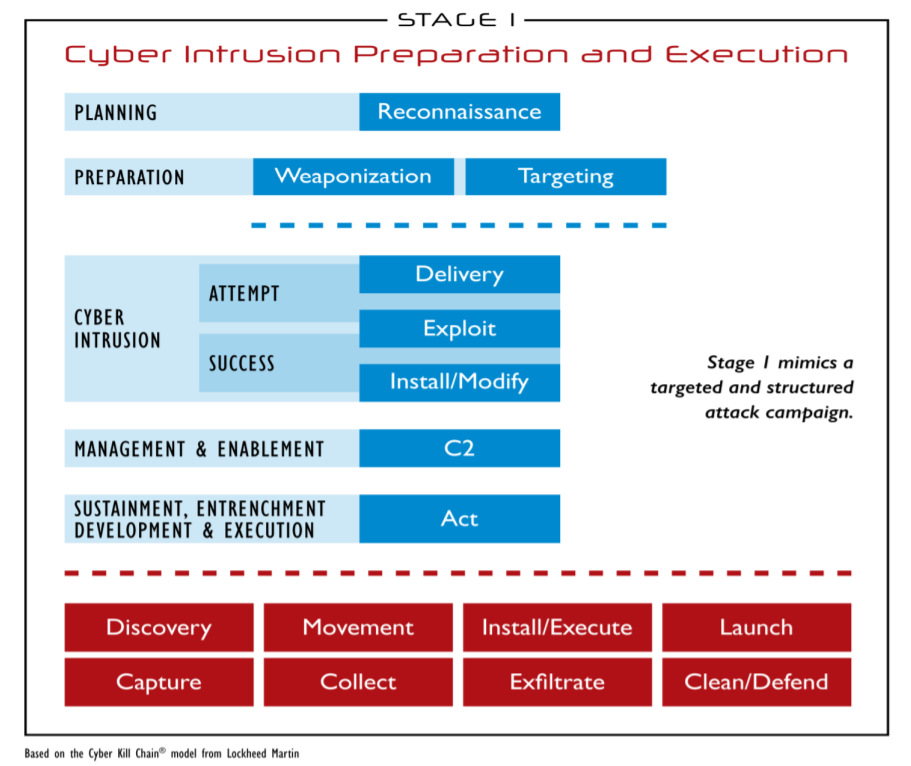 STAGE 1
Cyber Intrusion Preparation and Execution
PLANNING
Reconnaissance
PREPARATION
Weaponization
Targeting
CYBER
INTRUSION
ATTEMPT
SUCCESS
Delivery
Exploit
Install/Modify
Stage 1 mimics a
targeted and structured
attack campaign.
MANAGEMENT & ENABLEMENT
C2
SUSTAINMENT, ENTRENCHMENT
DEVELOPMENT & EXECUTION
Act
Discovery
Movement
Install/Execute
Launch
Capture
Collect
Exfiltrate
Clean/Defend
Based on the Cyber Kill Chain® model from Lockheed Martin